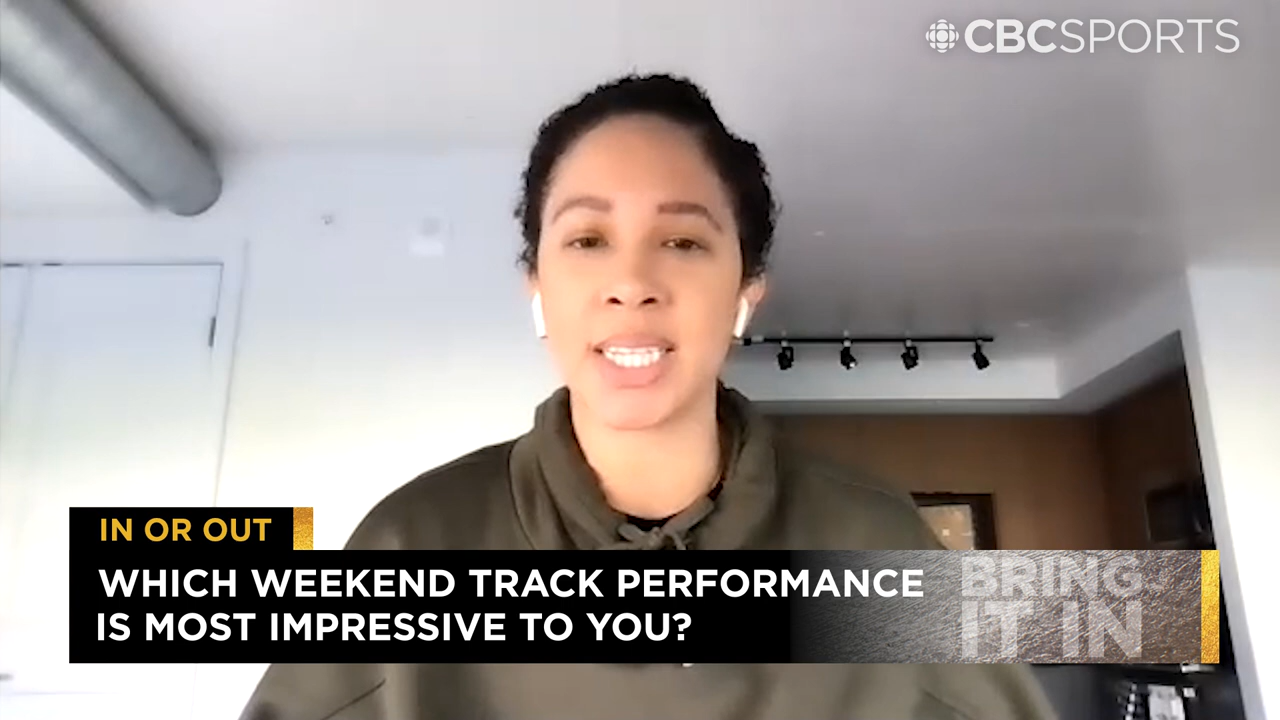 CBCSPORTS
IN OR OUT
WHICH WEEKEND TRACK PERFORMANCE
IS MOST IMPRESSIVE TO YOU?
BRING
IT IN